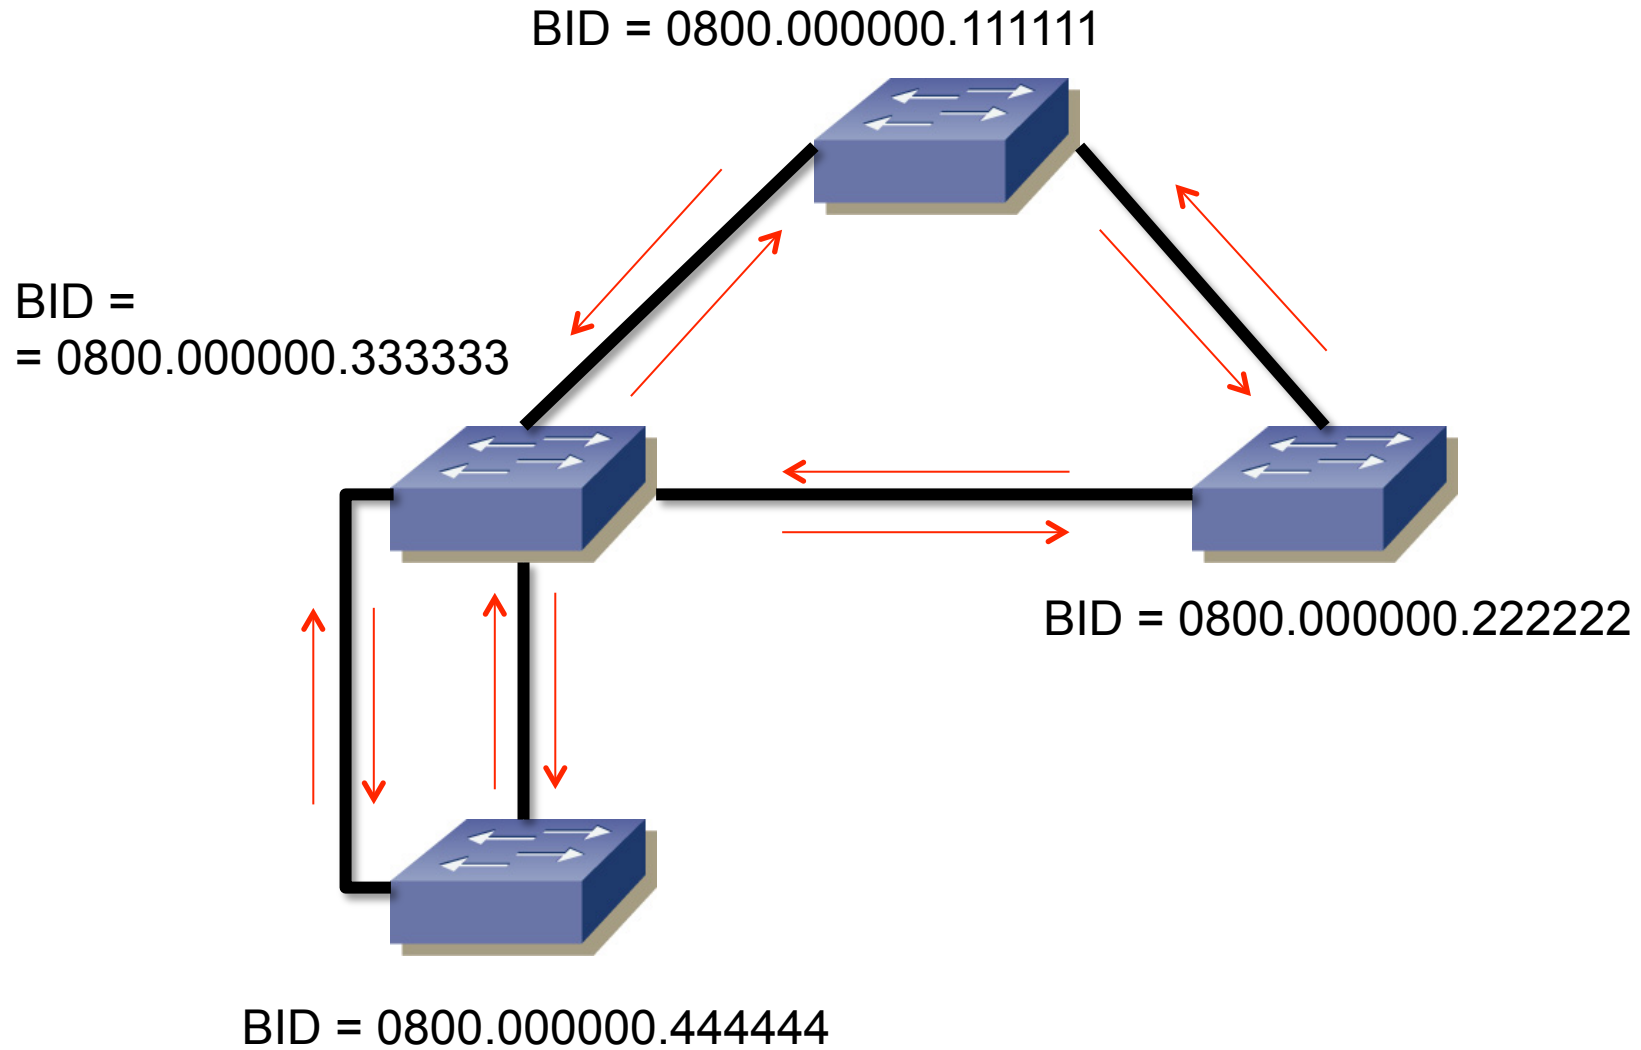 BID = 0800.000000.111111
BID =
= 0800.000000.333333
BID = 0800.000000.222222
BID = 0800.000000.444444